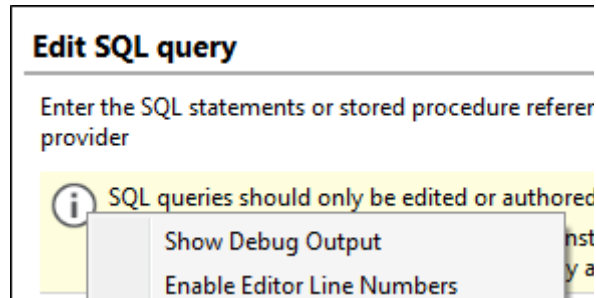 Edit SQL query
Enter the SQL statements or stored procedure
provider
SQL queries should only be edited or authored
Show Debug Output
Enable Editor Line Numbers